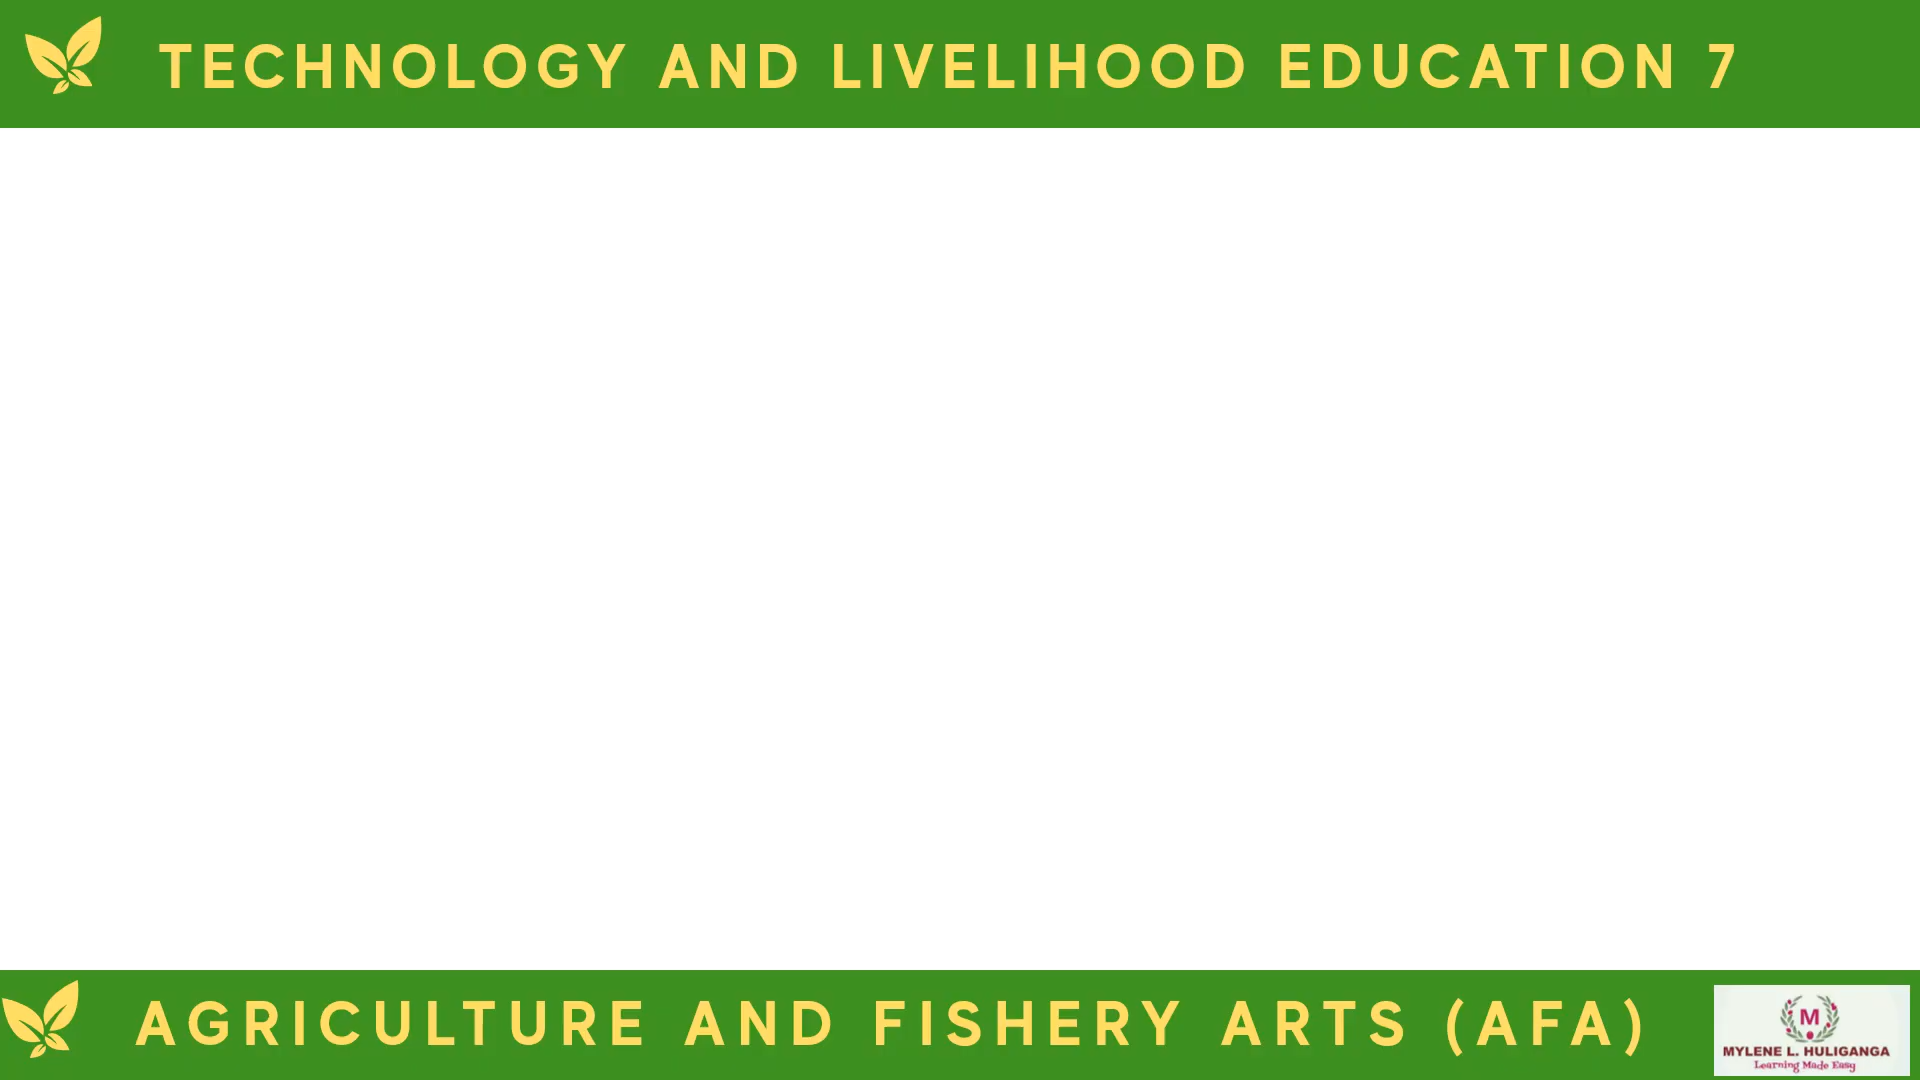 TECHNOLOGY AND LIVELIHOOD EDUCATION 7
AGRICULTURE AND FISHERY ARTS (AFA)
M
MYLENE L. HULIGANGA
Learning Made Easy